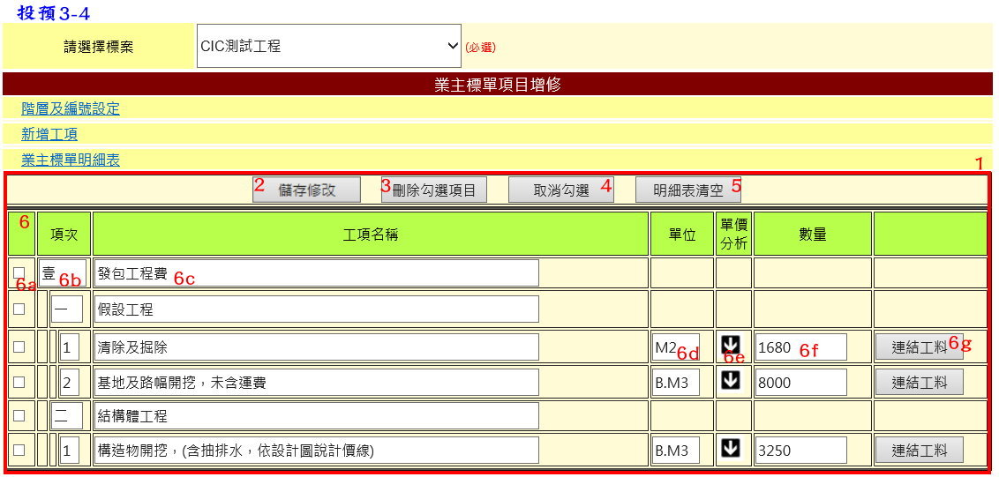 投預3-4
請選擇標案 CIC測試工程 (必選)
業主標單項目增修
階層及編號設定
新增工項
業主標單明細表 1
2 儲存修改 3 刪除勾選項目 取消勾選 4 明細表清空 5
6 項次 工項名稱 單位 單價分析 數量
6a 壹 6b 發包工程費 6c
一 假設工程
1 清除及掘除 M2 6d 6e 1680 6f 連結工料 6g
2 基地及路幅開挖，未含運費 B.M3 8000 連結工料
二 結構體工程
1 構造物開挖，(含抽排水，依設計圖說計價線) B.M3 3250 連結工料